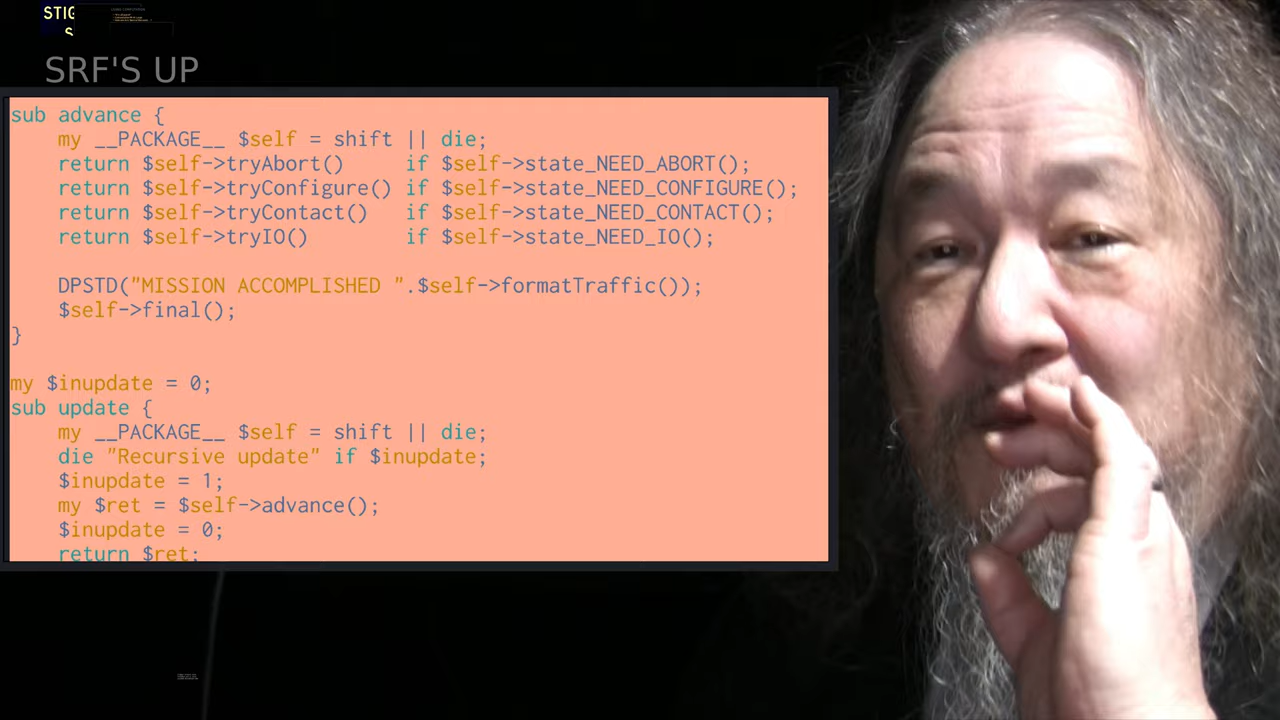 STIG
S
SRF'S UP
sub advance {
    my __PACKAGE__ $self = shift || die;
    return $self->tryAbort()     if $self->state_NEED_ABORT();
    return $self->tryConfigure() if $self->state_NEED_CONFIGURE();
    return $self->tryContact()   if $self->state_NEED_CONTACT();
    return $self->tryIO()        if $self->state_NEED_IO();
    DPSTD("MISSION ACCOMPLISHED ".$self->formatTraffic());
    $self->final();
}
my $inupdate = 0;
sub update {
    my __PACKAGE__ $self = shift || die;
    die "Recursive update" if $inupdate;
    $inupdate = 1;
    my $ret = $self->advance();
    $inupdate = 0;
    return $ret;